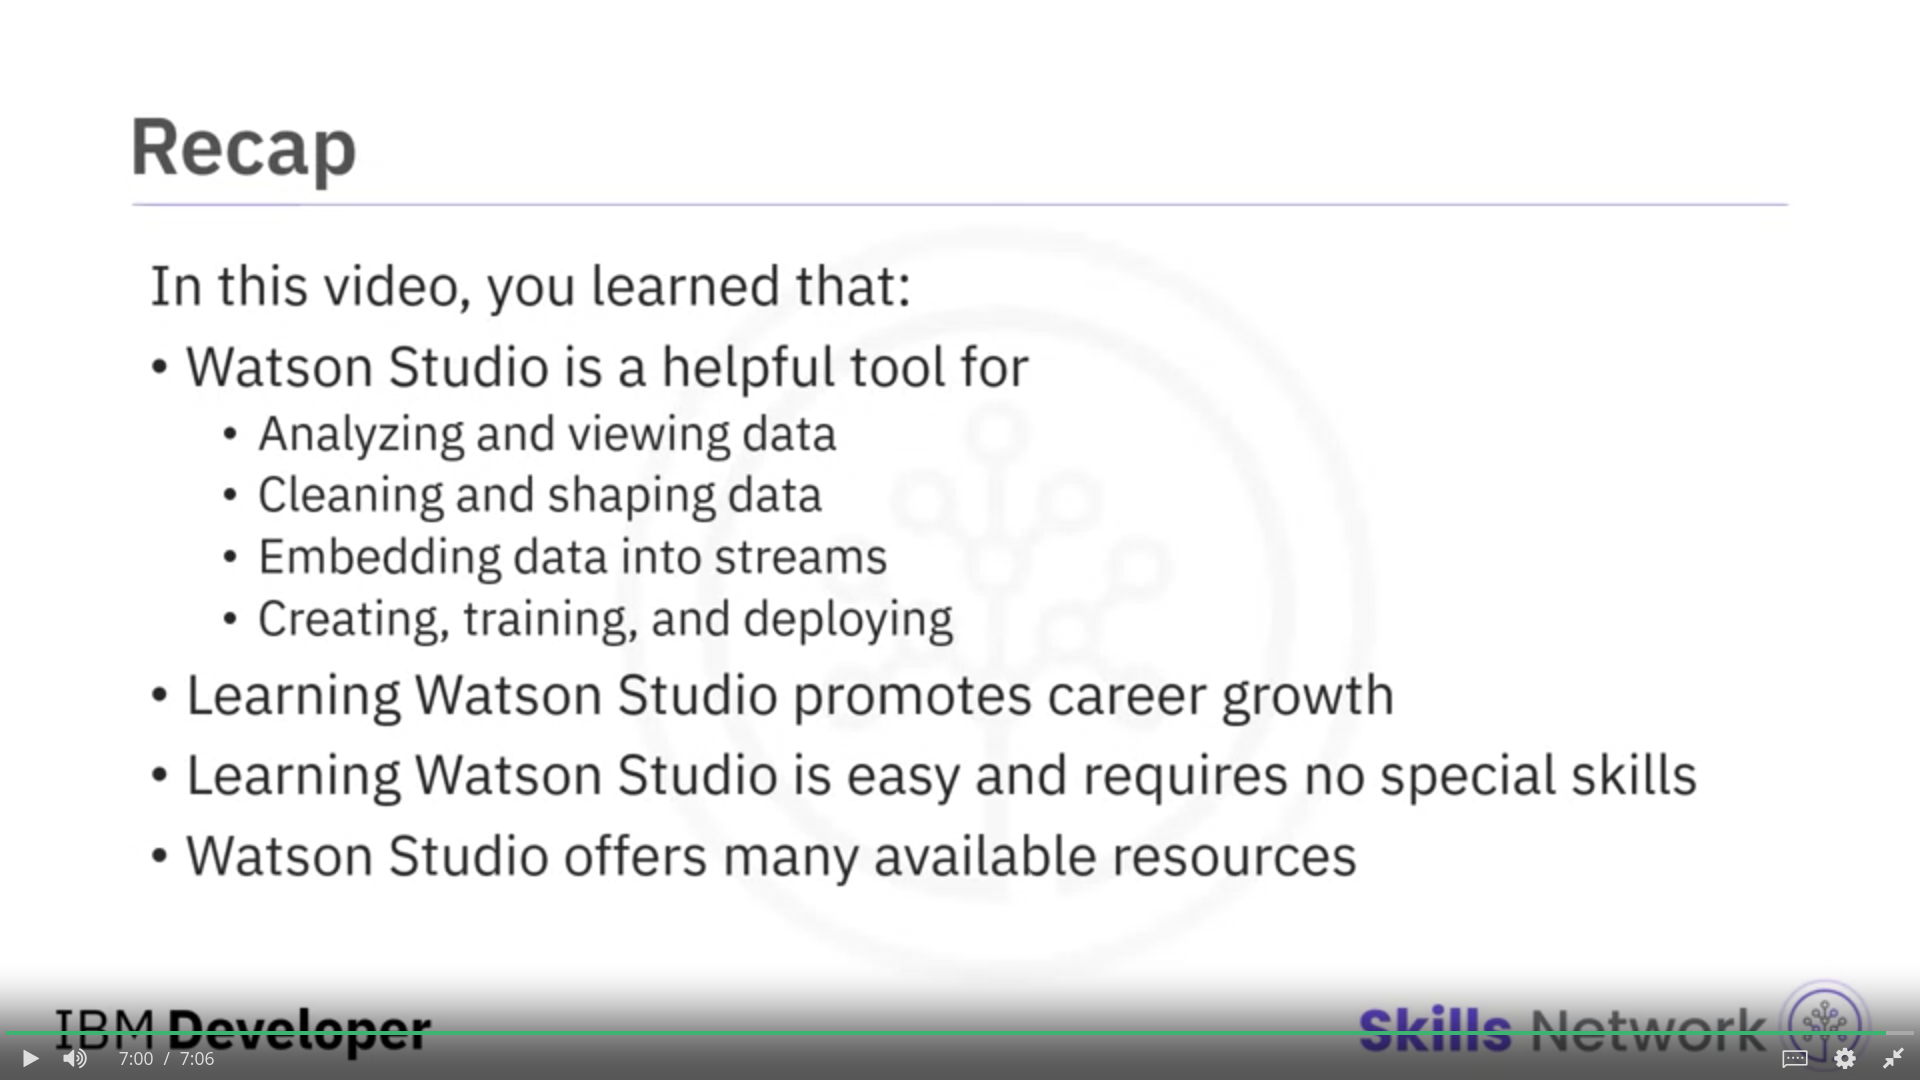 Recap
In this video, you learned that:
• Watson Studio is a helpful tool for
• Analyzing and viewing data
• Cleaning and shaping data
• Embedding data into streams
• Creating, training, and deploying
• Learning Watson Studio promotes career growth
• Learning Watson Studio is easy and requires no special skills
• Watson Studio offers many available resources
IBM Developer
Skills Network
7:00 / 7:06